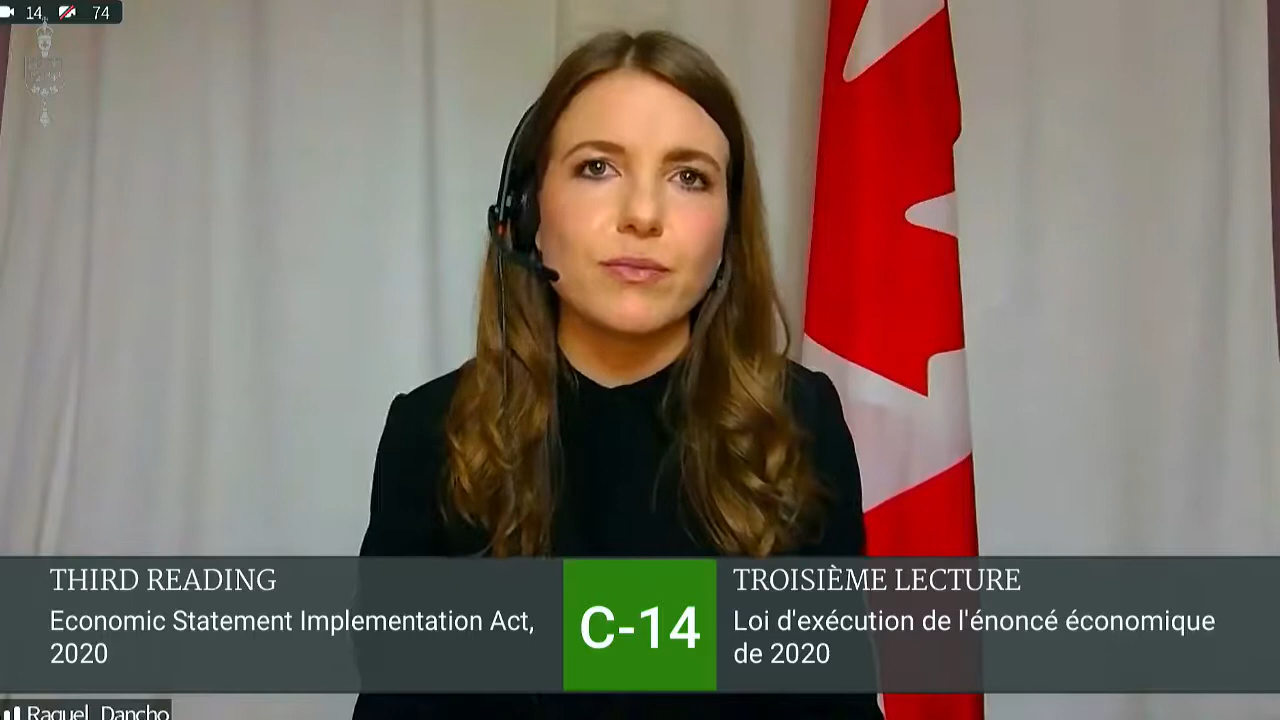 14 74
THIRD READING
Economic Statement Implementation Act,
2020
C-14
TROISIÈME LECTURE
Loi d'exécution de l'énoncé économique
de 2020
Raquel Dancho